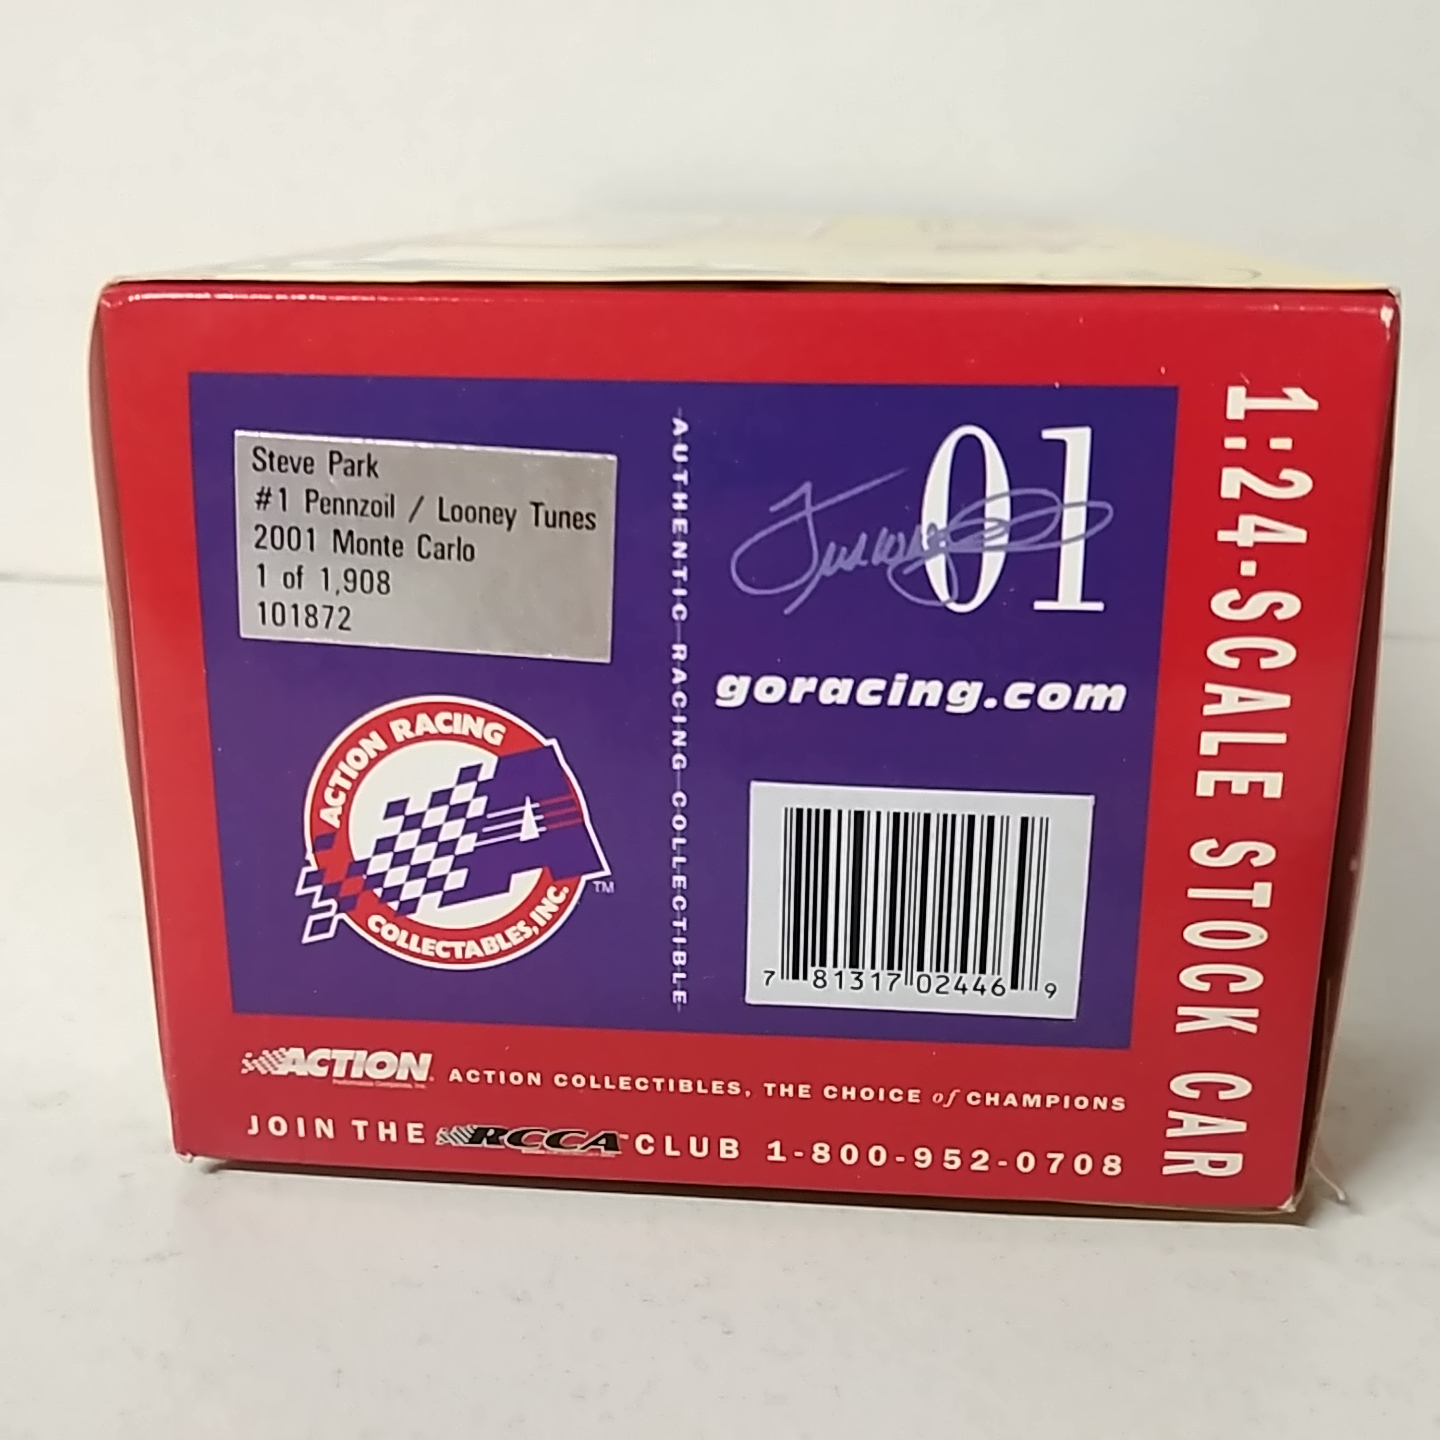 Steve Park
#1 Pennzoil / Looney Tunes
2001 Monte Carlo
1 of 1,908
101872
ACTION RACING
COLLECTABLES, INC.
TM
AUTHENTIC RACING COLLECTIBLE
01
goracing.com
7 81317 02446 9
1:24-SCALE STOCK CAR
ACTION
ACTION COLLECTIBLES, THE CHOICE of CHAMPIONS
JOIN THE RCCA CLUB 1-800-952-0708